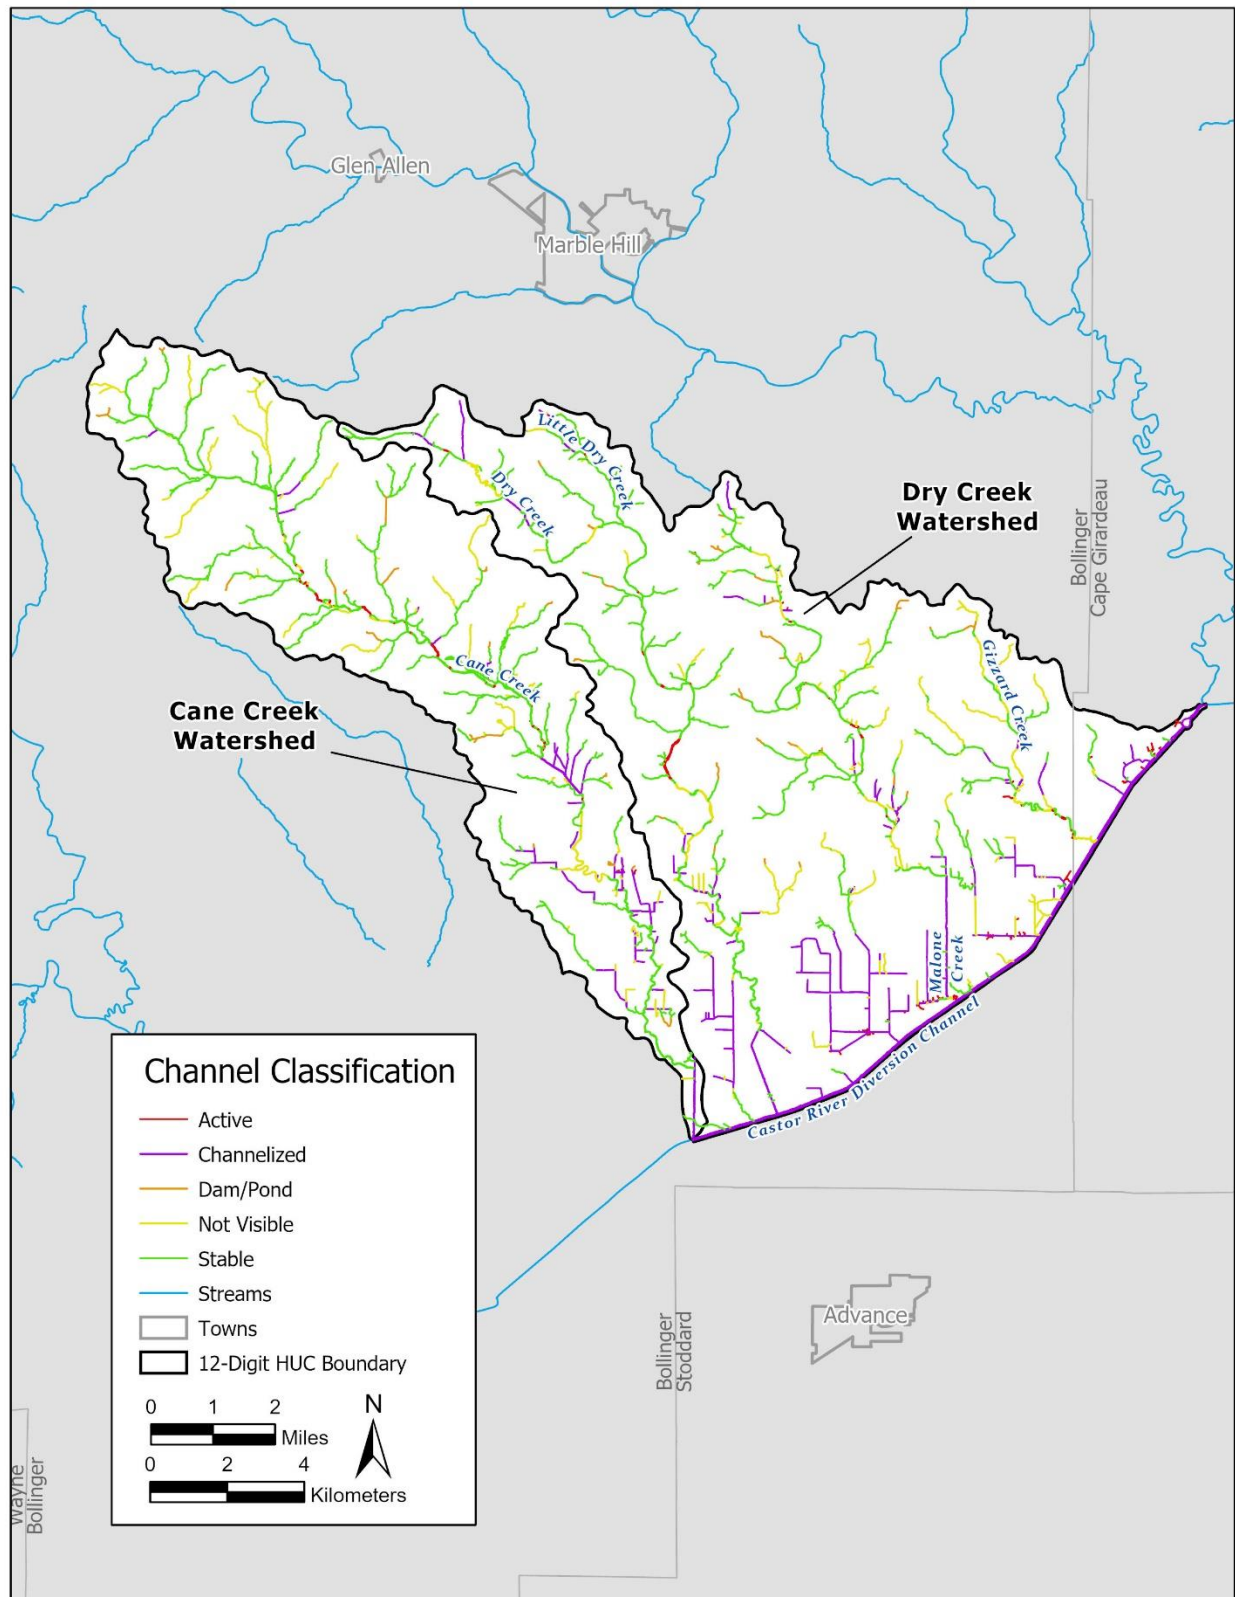 Glen Allen
Marble Hill
Little Dry Creek
Dry Creek
Dry Creek
Watershed
Bollinger
Cape Girardeau
Gizzard Creek
Cane Creek
Cane Creek
Watershed
Malone
Creek
Castor River Diversion Channel
Channel Classification
Active
Channelized
Dam/Pond
Not Visible
Stable
Streams
Towns
12-Digit HUC Boundary
0 1 2
Miles
0 2 4
Kilometers
N
Bollinger
Stoddard
Advance
Wayne
Bollinger